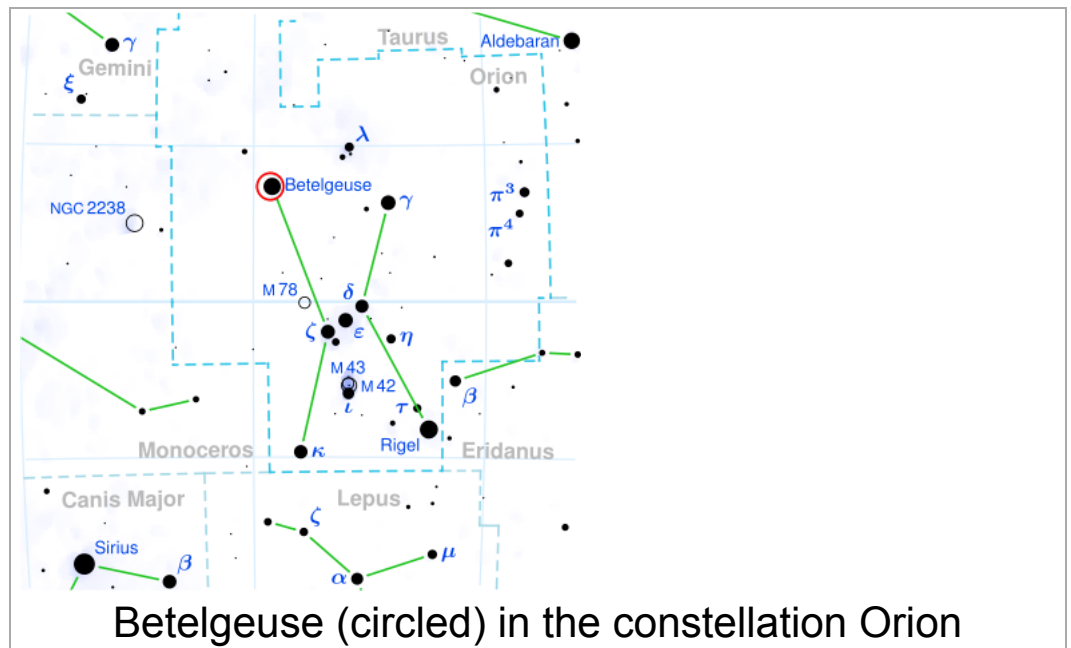 Taurus
Aldebaran
γ
Gemini
Orion
ξ
λ
Betelgeuse
π³
γ
NGC 2238
π⁴
M 78
δ
ζ
ε
η
M 43
M 42
β
ι
τ
Rigel
Monoceros
κ
Eridanus
Canis Major
Lepus
ζ
Sirius
β
μ
α
Betelgeuse (circled) in the constellation Orion